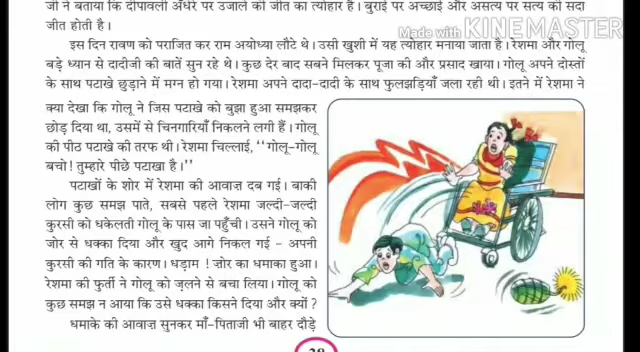 जी ने बताया कि दीपावली अँधेरे पर उजाले की जीत का त्योहार है। बुराई पर अच्छाई और असत्य पर सत्य की सदा
जीत होती है।
Made with KINEMASTER
इस दिन रावण को पराजित कर राम अयोध्या लौटे थे। उसी खुशी में यह त्योहार मनाया जाता है। रेशमा और गोलू
बड़े ध्यान से दादीजी की बातें सुन रहे थे। कुछ देर बाद सबने मिलकर पूजा की और प्रसाद खाया। गोलू अपने दोस्तों
के साथ पटाखे छुड़ाने में मग्न हो गया। रेशमा अपने दादा-दादी के साथ फुलझड़ियाँ जला रही थी। इतने में रेशमा ने
क्या देखा कि गोलू ने जिस पटाखे को बुझा हुआ समझकर
छोड़ दिया था, उसमें से चिनगारियाँ निकलने लगी हैं। गोलू
की पीठ पटाखे की तरफ थी। रेशमा चिल्लाई, ‘‘गोलू-गोलू
बचो! तुम्हारे पीछे पटाखा है।’’
पटाखों के शोर में रेशमा की आवाज़ दब गई। बाकी
लोग कुछ समझ पाते, सबसे पहले रेशमा जल्दी-जल्दी
कुरसी को धकेलती गोलू के पास जा पहुँची। उसने गोलू को
जोर से धक्का दिया और खुद आगे निकल गई - अपनी
कुरसी की गति के कारण। धड़ाम ! ज़ोर का धमाका हुआ।
रेशमा की फुर्ती ने गोलू को जलने से बचा लिया। गोलू को
कुछ समझ न आया कि उसे धक्का किसने दिया और क्यों ?
धमाके की आवाज़ सुनकर माँ-पिताजी भी बाहर दौड़े